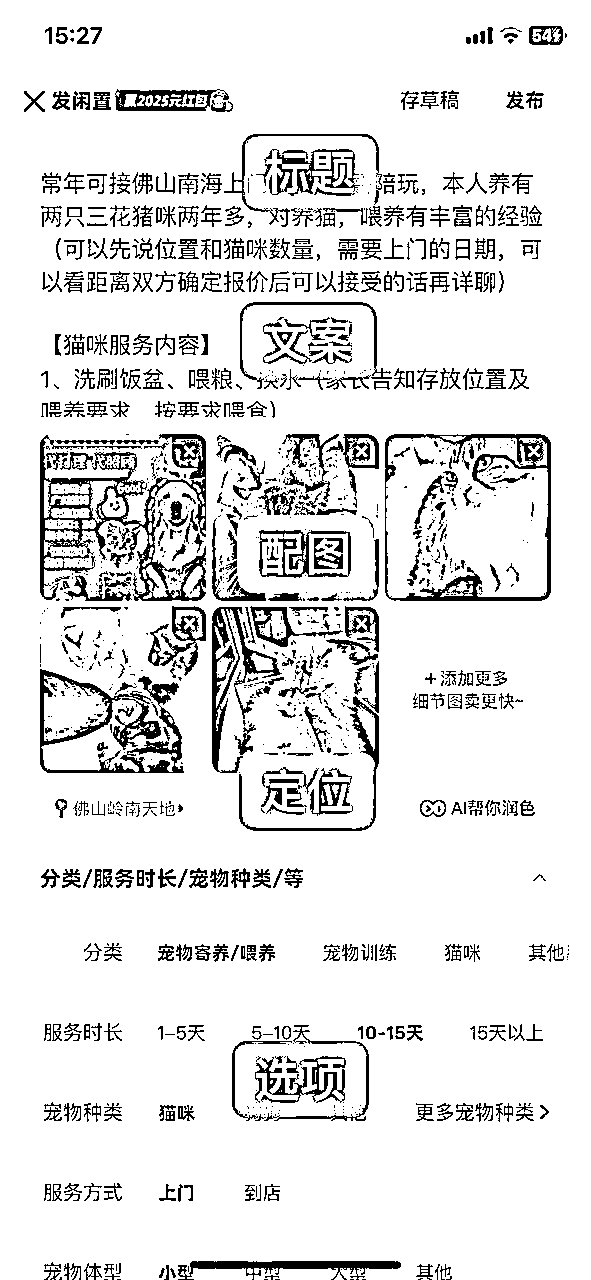 15:27
54
发闲置 赢2025元红包
存草稿 发布
标题
常年可接佛山南海上门 陪玩，本人养有
两只三花猪咪两年多，对养猫，喂养有丰富的经验
（可以先说位置和猫咪数量，需要上门的日期，可
以看距离双方确定报价后可以接受的话再详聊）
文案
【猫咪服务内容】
1、洗刷饭盆、喂粮、换水（家长告知存放位置及
喂养要求，按要求喂食）
配图
+添加更多
细节图卖更快~
定位
佛山岭南天地
AI帮你润色
分类/服务时长/宠物种类/等
分类 宠物寄养/喂养 宠物训练 猫咪 其他
服务时长 1-5天 5-10天 10-15天 15天以上
选项
宠物种类 猫咪 其他 更多宠物种类
服务方式 上门 到店
宠物体型 小型 中型 大型 其他